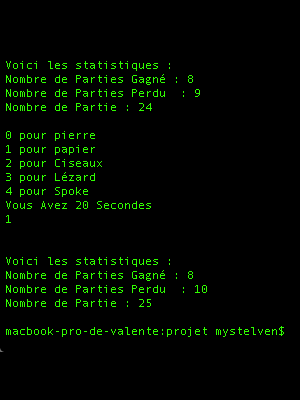 Voici les statistiques :
Nombre de Parties Gagné : 8
Nombre de Parties Perdu  : 9
Nombre de Partie : 24
0 pour pierre
1 pour papier
2 pour Ciseaux
3 pour Lézard
4 pour Spoke
Vous Avez 20 Secondes
1
Voici les statistiques :
Nombre de Parties Gagné : 8
Nombre de Parties Perdu  : 10
Nombre de Partie : 25
macbook-pro-de-valente:projet mystelven$